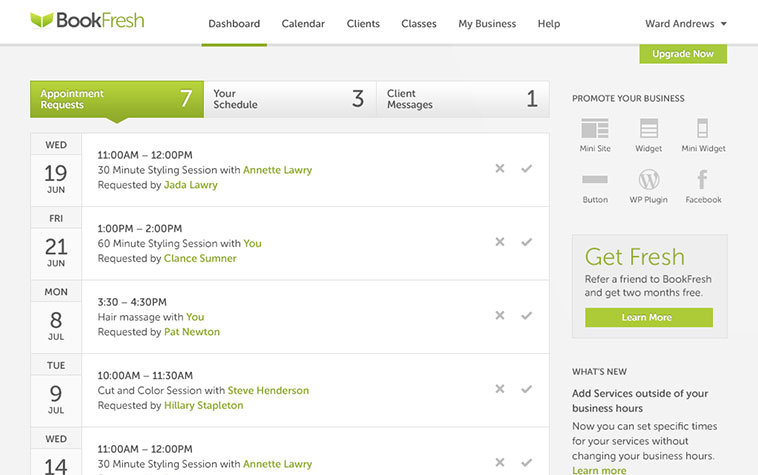 BookFresh
Dashboard Calendar Clients Classes My Business Help
Ward Andrews
Upgrade Now
Appointment
Requests
7
Your
Schedule
3
Client
Messages
1
WED
19
JUN
11:00AM – 12:00PM
30 Minute Styling Session with Annette Lawry
Requested by Jada Lawry
FRI
21
JUN
1:00PM – 2:00PM
60 Minute Styling Session with You
Requested by Clance Sumner
MON
8
JUL
3:30 – 4:30PM
Hair massage with You
Requested by Pat Newton
TUE
9
JUL
10:00AM – 11:30AM
Cut and Color Session with Steve Henderson
Requested by Hillary Stapleton
WED
14
11:00AM – 12:00PM
30 Minute Styling Session with Annette Lawry
PROMOTE YOUR BUSINESS
Mini Site Widget Mini Widget
Button WP Plugin Facebook
Get Fresh
Refer a friend to BookFresh
and get two months free.
Learn More
WHAT'S NEW
Add Services outside of your
business hours
Now you can set specific times
for your services without
changing your business hours.
Learn more